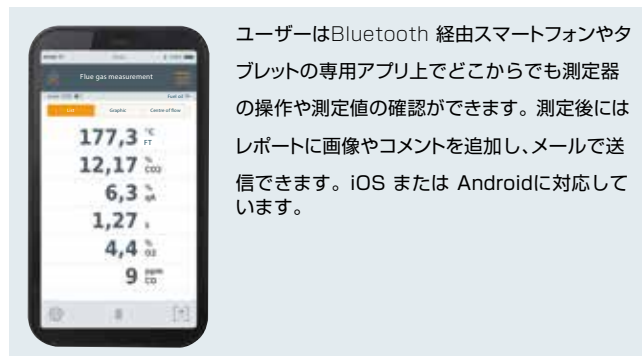 ユーザーはBluetooth 経由スマートフォンやタ
ブレットの専用アプリ上でどこからでも測定器
の操作や測定値の確認ができます。測定後には
レポートに画像やコメントを追加し、メールで送
信できます。iOS または Androidに対応して
います。
Flue gas measurement
Fuel oil
List Graphic Centre of flow
177,3 °C FT
12,17 % CO2
6,3 % qA
1,27 λ
4,4 % O2
9 ppm CO